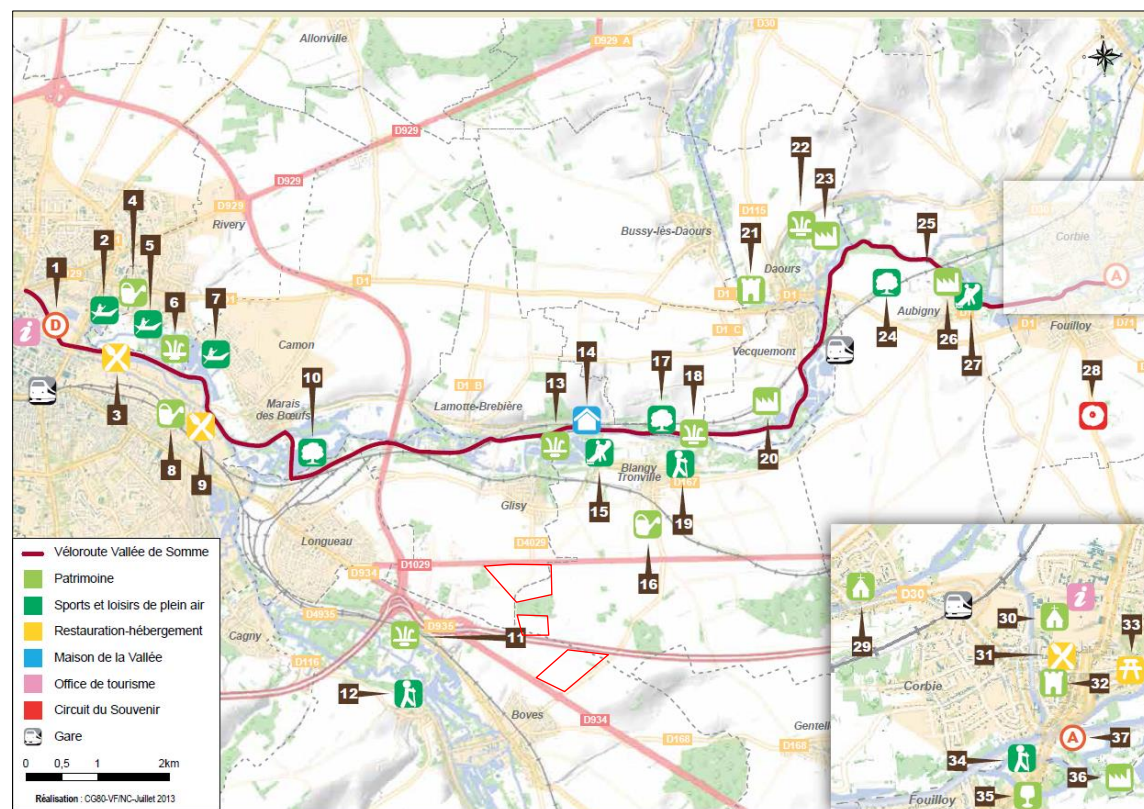 Allonville
D929 A
D30
D929
D929
D929
Rivery
4
2
5
1
6
7
D
i
3
Camon
D1
Marais
des Bœufs
10
8
9
Lamotte-Brebière
D1 B
13
14
15
17
18
Blangy
Tronville
19
D167
20
16
Glisy
Longueau
D4029
D1029
D934
D4935
D935
11
Cagny
D116
12
Boves
D934
D168
D168
Gentelle
Bussy-lès-Daours
D115
22
23
21
Daours
D1
D1
D1 C
Vecquemont
25
24
Aubigny
26
27
Corbie
A
D1
Fouilloy
D71
28
D30
29
30
i
31
33
32
Corbie
A
37
34
36
Fouilloy
35
Véloroute Vallée de Somme
Patrimoine
Sports et loisirs de plein air
Restauration-hébergement
Maison de la Vallée
Office de tourisme
Circuit du Souvenir
Gare
0 0,5 1 2km
Réalisation : CG80-VF/NC-Juillet 2013